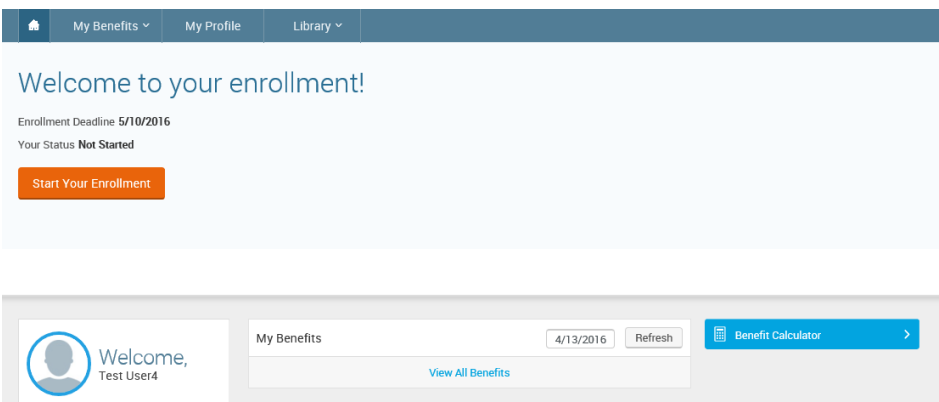 My Benefits My Profile Library
Welcome to your enrollment!
Enrollment Deadline 5/10/2016
Your Status Not Started
Start Your Enrollment
Welcome,
Test User4
My Benefits 4/13/2016 Refresh
View All Benefits
Benefit Calculator